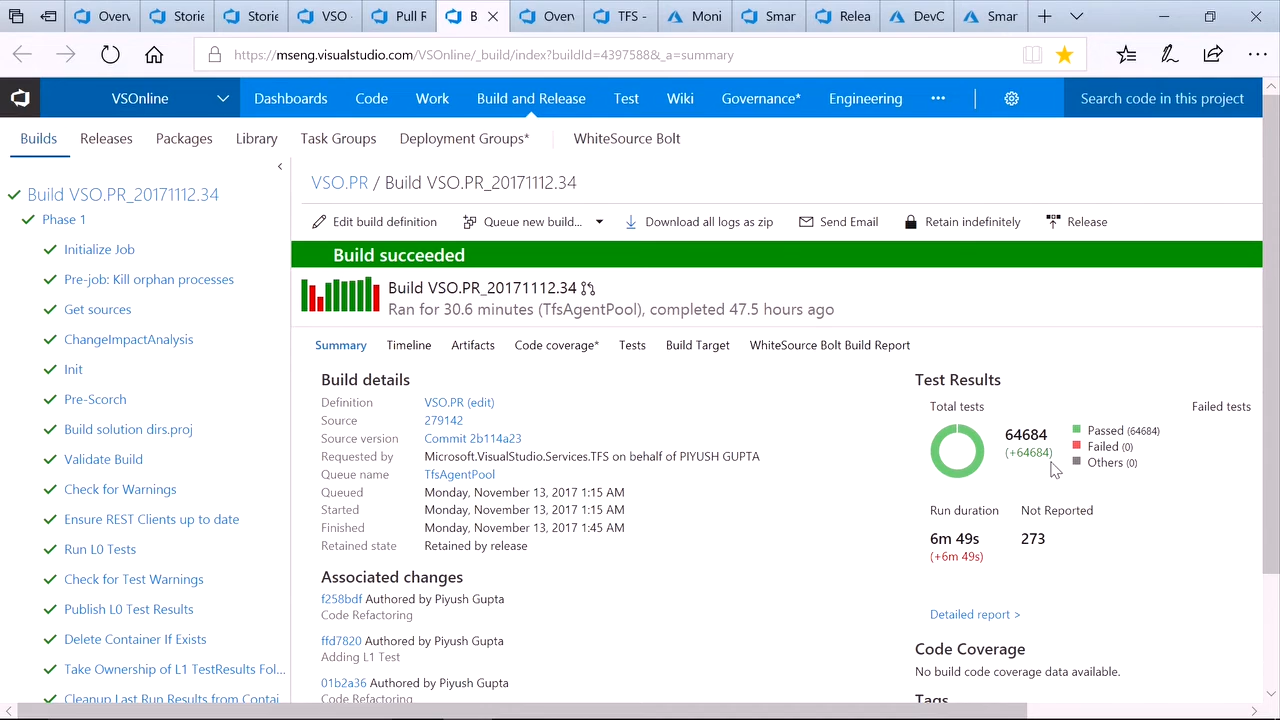 Over
Storie
Storie
VSO -
Pull R
B
Over
TFS -
Moni
Smar
Relea
DevC
Smar
https://mseng.visualstudio.com/VSOnline/_build/index?buildId=4397588&_a=summary
VSOnline
Dashboards
Code
Work
Build and Release
Test
Wiki
Governance*
Engineering
Search code in this project
Builds
Releases
Packages
Library
Task Groups
Deployment Groups*
WhiteSource Bolt
Build VSO.PR_20171112.34
Phase 1
Initialize Job
Pre-job: Kill orphan processes
Get sources
ChangeImpactAnalysis
Init
Pre-Scorch
Build solution dirs.proj
Validate Build
Check for Warnings
Ensure REST Clients up to date
Run L0 Tests
Check for Test Warnings
Publish L0 Test Results
Delete Container If Exists
Take Ownership of L1 TestResults Fol...
Cleanup Last Run Results from Contai
VSO.PR / Build VSO.PR_20171112.34
Edit build definition
Queue new build...
Download all logs as zip
Send Email
Retain indefinitely
Release
Build succeeded
Build VSO.PR_20171112.34
Ran for 30.6 minutes (TfsAgentPool), completed 47.5 hours ago
Summary
Timeline
Artifacts
Code coverage*
Tests
Build Target
WhiteSource Bolt Build Report
Build details
Definition VSO.PR (edit)
Source 279142
Source version Commit 2b114a23
Requested by Microsoft.VisualStudio.Services.TFS on behalf of PIYUSH GUPTA
Queue name TfsAgentPool
Queued Monday, November 13, 2017 1:15 AM
Started Monday, November 13, 2017 1:15 AM
Finished Monday, November 13, 2017 1:45 AM
Retained state Retained by release
Associated changes
f258bdf Authored by Piyush Gupta
Code Refactoring
ffd7820 Authored by Piyush Gupta
Adding L1 Test
01b2a36 Authored by Piyush Gupta
Code Refactoring
Test Results
Total tests
Failed tests
64684
(+64684)
Passed (64684)
Failed (0)
Others (0)
Run duration
Not Reported
6m 49s
273
(+6m 49s)
Detailed report >
Code Coverage
No build code coverage data available.
Tags